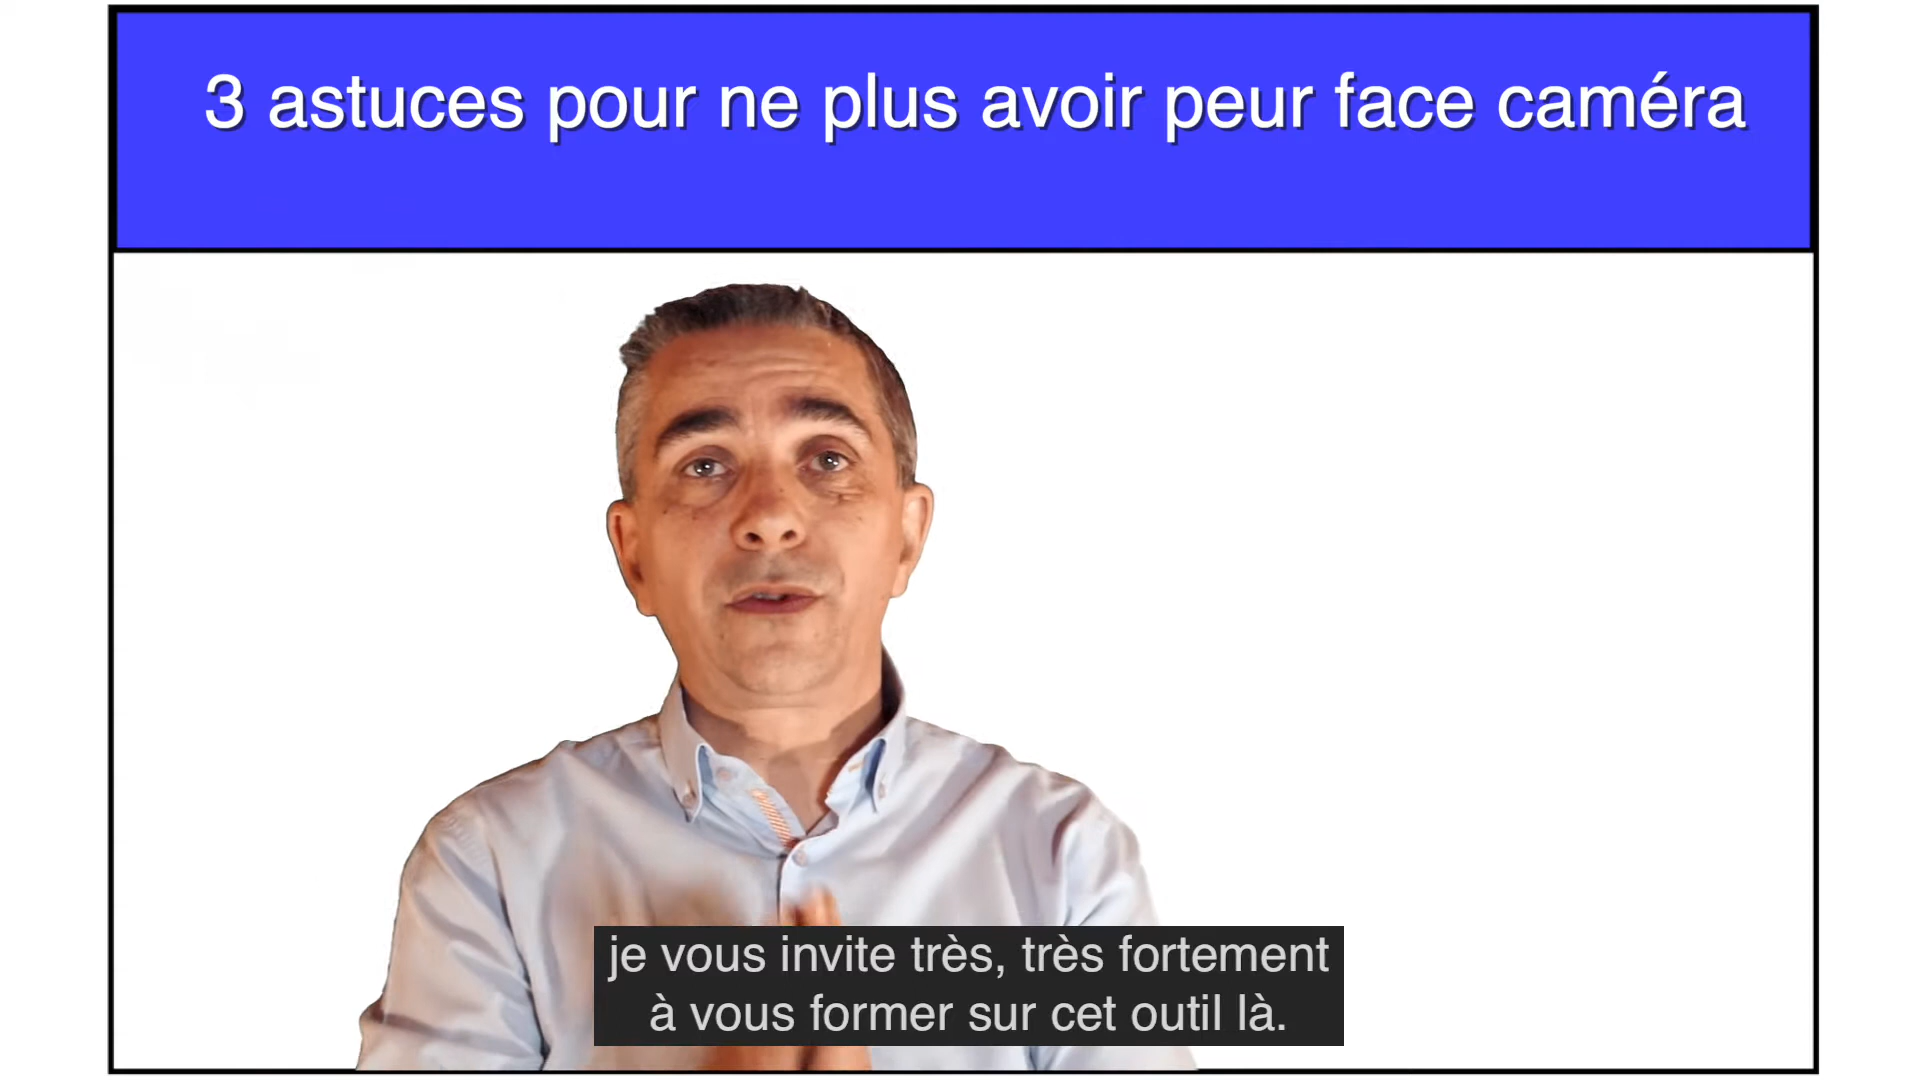 3 astuces pour ne plus avoir peur face caméra
je vous invite très, très fortement
à vous former sur cet outil là.